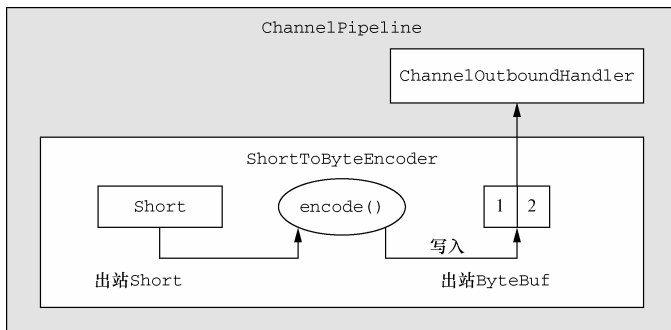 ChannelPipeline
ChannelOutboundHandler
ShortToByteEncoder
Short
encode()
1 2
写入
出站Short
出站ByteBuf